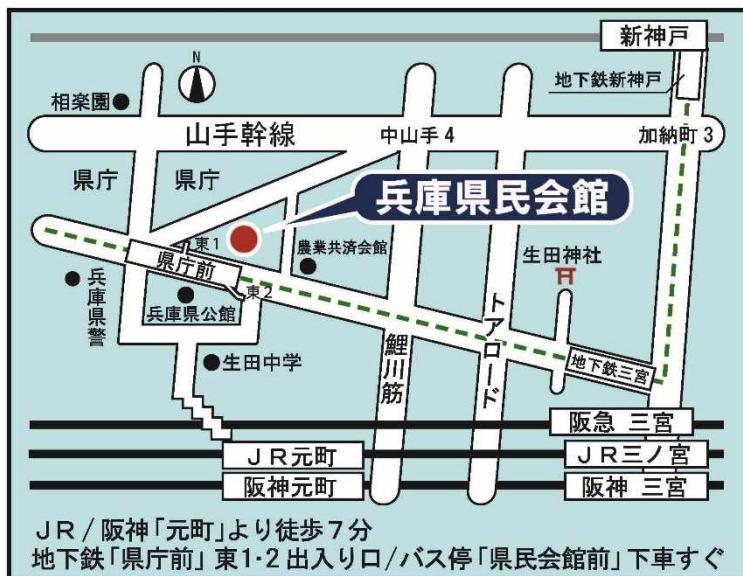 新神戸
N
地下鉄新神戸
相楽園
山手幹線
中山手4
加納町3
県庁
県庁
兵庫県民会館
東1
農業共済会館
生田神社
県庁前
東2
兵庫県警
兵庫県公館
トアロード
生田中学
鯉川筋
地下鉄三宮
阪急 三宮
JR元町
JR三ノ宮
阪神元町
阪神 三宮
JR/阪神「元町」より徒歩7分
地下鉄「県庁前」東1・2出入り口/バス停「県民会館前」下車すぐ